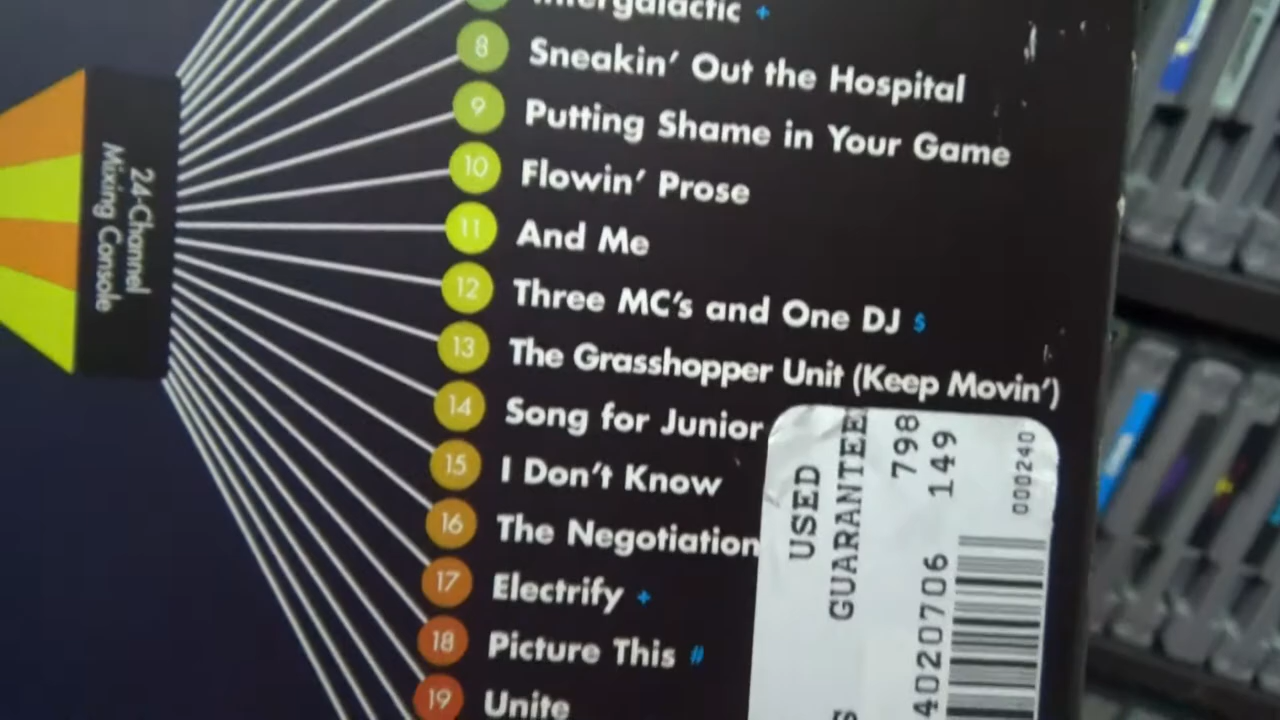 Intergalactic +
8 Sneakin' Out the Hospital
9 Putting Shame in Your Game
10 Flowin' Prose
11 And Me
12 Three MC's and One DJ $
13 The Grasshopper Unit (Keep Movin')
14 Song for Junior
15 I Don't Know
16 The Negotiation
17 Electrify +
18 Picture This #
19 Unite
24-Channel
Mixing Console
USED
GUARANTEE
798
149
4020706
000240